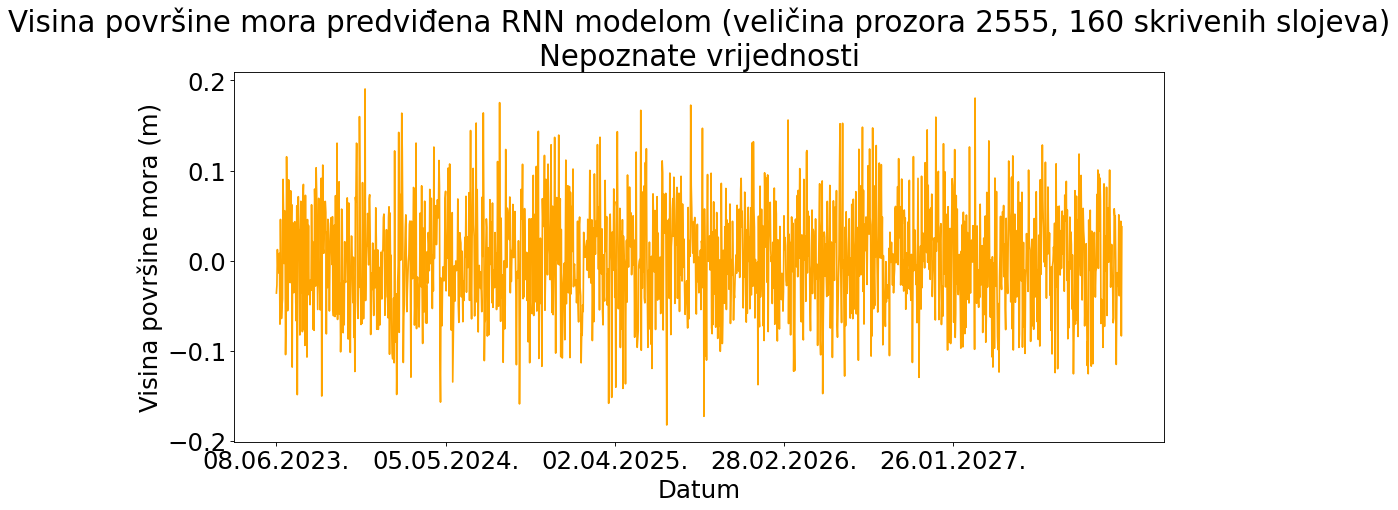 Visina površine mora predviđena RNN modelom (veličina prozora 2555, 160 skrivenih slojeva)
Nepoznate vrijednosti
Visina površine mora (m)
0.2
0.1
0.0
−0.1
−0.2
08.06.2023. 05.05.2024. 02.04.2025. 28.02.2026. 26.01.2027.
Datum